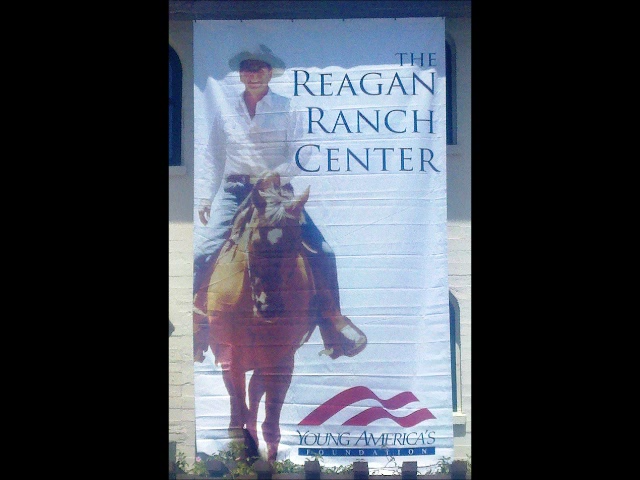 THE
REAGAN
RANCH
CENTER
YOUNG AMERICA'S
FOUNDATION